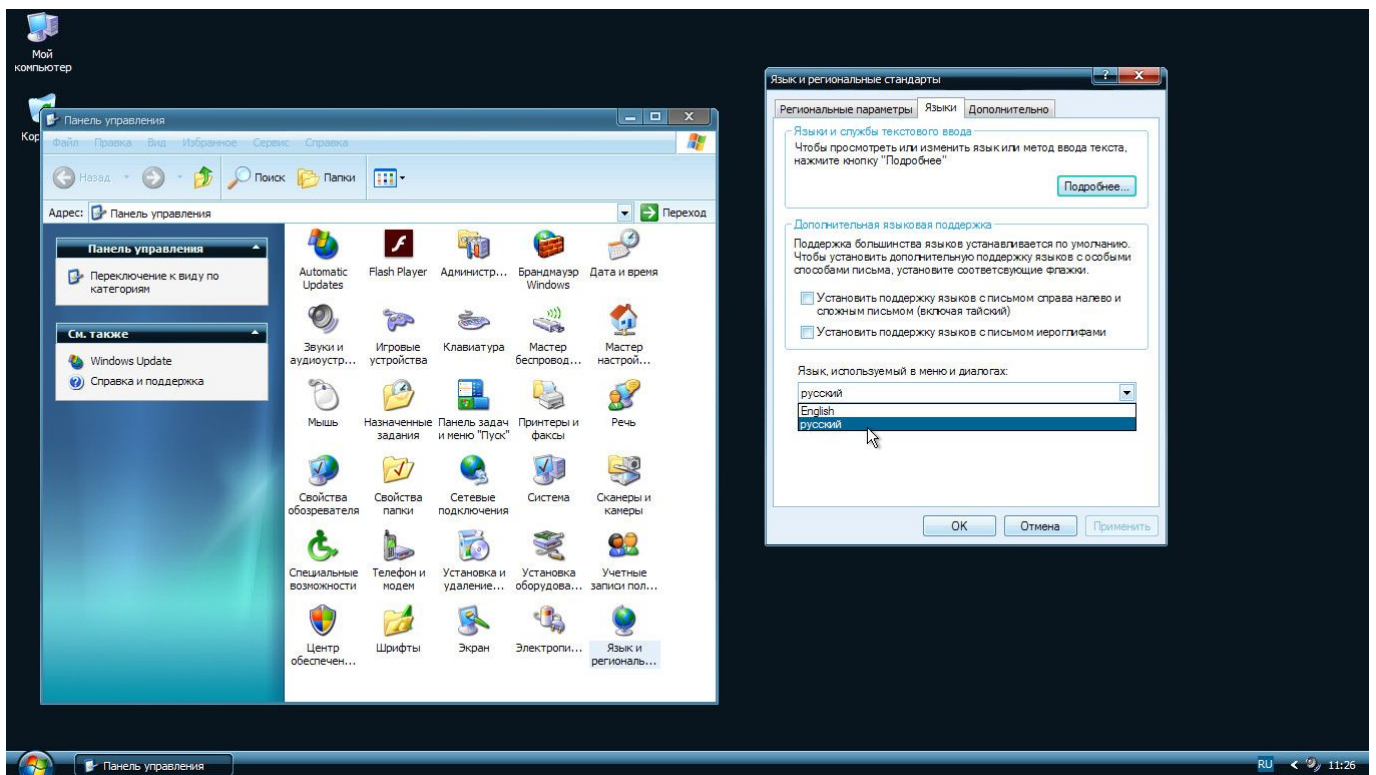 Мой
компьютер
Кор
Панель управления
Файл Правка Вид Избранное Сервис Справка
Назад Поиск Папки
Адрес: Панель управления Переход
Панель управления
Переключение к виду по
категориям
См. также
Windows Update
Справка и поддержка
Automatic
Updates
Flash Player
Администр...
Брандмауэр
Windows
Дата и время
Звуки и
аудиоустр...
Игровые
устройства
Клавиатура
Мастер
беспровод...
Мастер
настрой...
Мышь
Назначенные
задания
Панель задач
и меню "Пуск"
Принтеры и
факсы
Речь
Свойства
обозревателя
Свойства
папки
Сетевые
подключения
Система
Сканеры и
камеры
Специальные
возможности
Телефон и
модем
Установка и
удаление...
Установка
оборудова...
Учетные
записи пол...
Центр
обеспечен...
Шрифты
Экран
Электропи...
Язык и
региональ...
Язык и региональные стандарты
Региональные параметры Языки Дополнительно
Языки и службы текстового ввода
Чтобы просмотреть или изменить язык или метод ввода текста,
нажмите кнопку "Подробнее"
Подробнее...
Дополнительная языковая поддержка
Поддержка большинства языков устанавливается по умолчанию.
Чтобы установить дополнительную поддержку языков с особыми
способами письма, установите соответсвующие флажки.
Установить поддержку языков с письмом справа налево и
сложным письмом (включая тайский)
Установить поддержку языков с письмом иероглифами
Язык, используемый в меню и диалогах:
русский
English
русский
OK Отмена Применить
Панель управления
RU 11:26